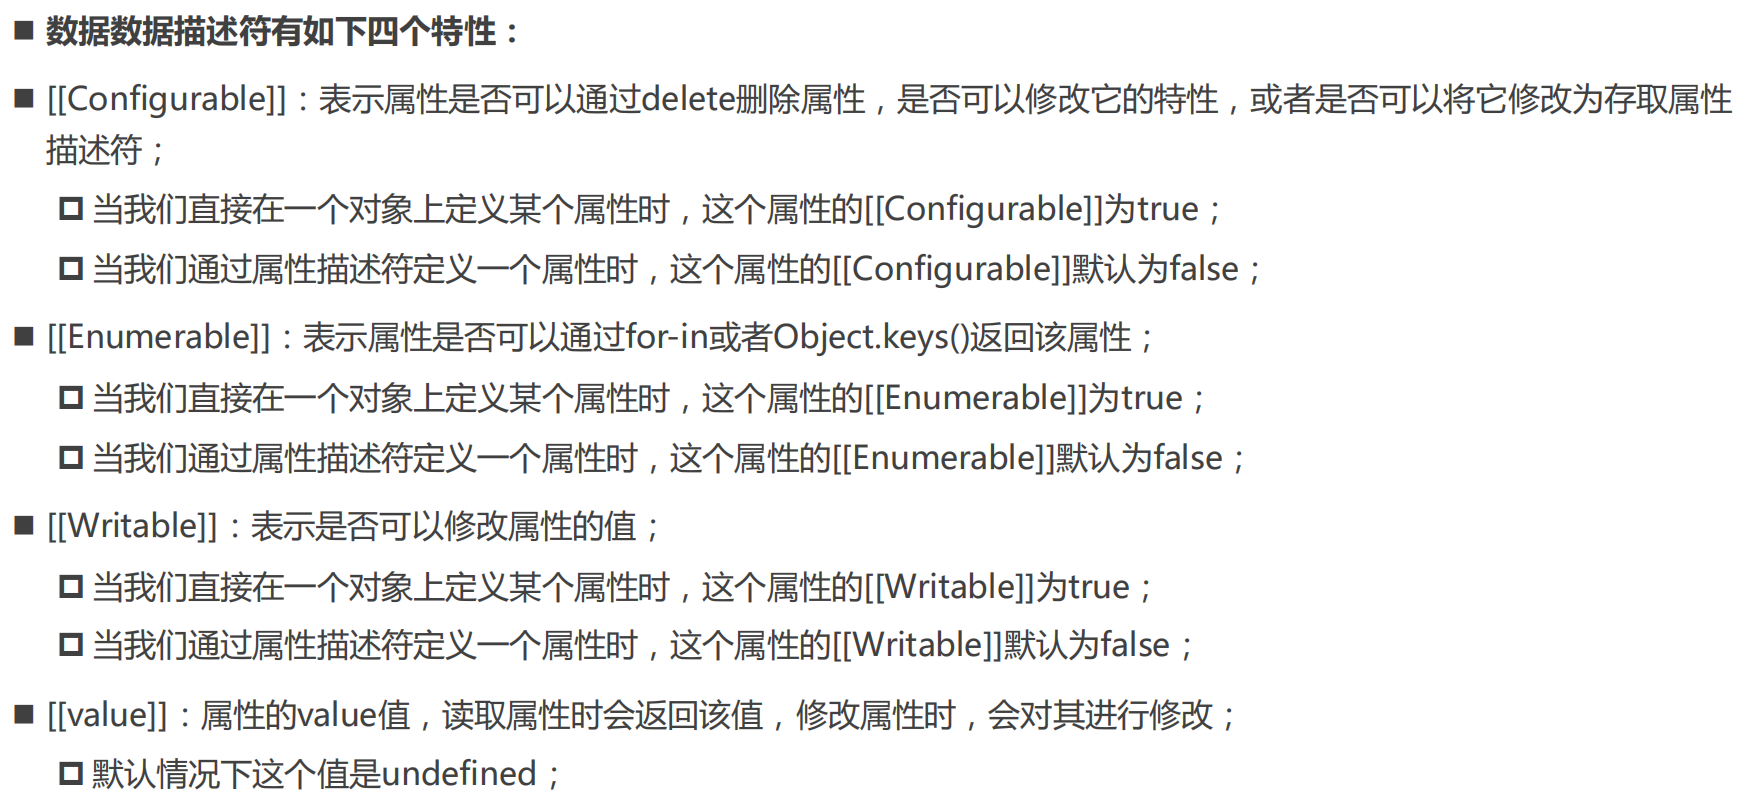 ■ 数据数据描述符有如下四个特性：
■ [[Configurable]]：表示属性是否可以通过delete删除属性，是否可以修改它的特性，或者是否可以将它修改为存取属性
描述符；
当我们直接在一个对象上定义某个属性时，这个属性的[[Configurable]]为true；
当我们通过属性描述符定义一个属性时，这个属性的[[Configurable]]默认为false；
■ [[Enumerable]]：表示属性是否可以通过for-in或者Object.keys()返回该属性；
当我们直接在一个对象上定义某个属性时，这个属性的[[Enumerable]]为true；
当我们通过属性描述符定义一个属性时，这个属性的[[Enumerable]]默认为false；
■ [[Writable]]：表示是否可以修改属性的值；
当我们直接在一个对象上定义某个属性时，这个属性的[[Writable]]为true；
当我们通过属性描述符定义一个属性时，这个属性的[[Writable]]默认为false；
■ [[value]]：属性的value值，读取属性时会返回该值，修改属性时，会对其进行修改；
默认情况下这个值是undefined；